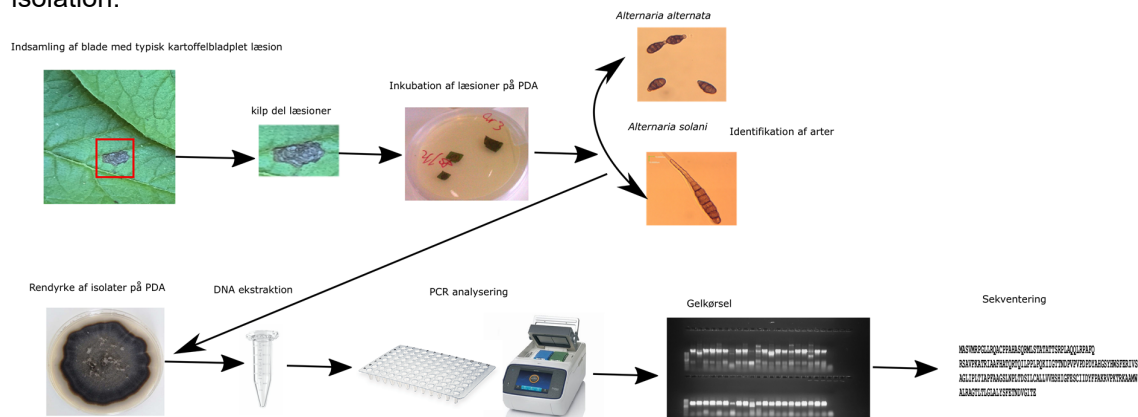 isolation.
Alternaria alternata
Indsamling af blade med typisk kartoffelbladplet læsion
Inkubation af læsioner på PDA
kilp del læsioner
Alternaria solani
Identifikation af arter
Rendyrke af isolater på PDA
DNA ekstraktion
PCR analysering
Gelkørsel
Sekventering